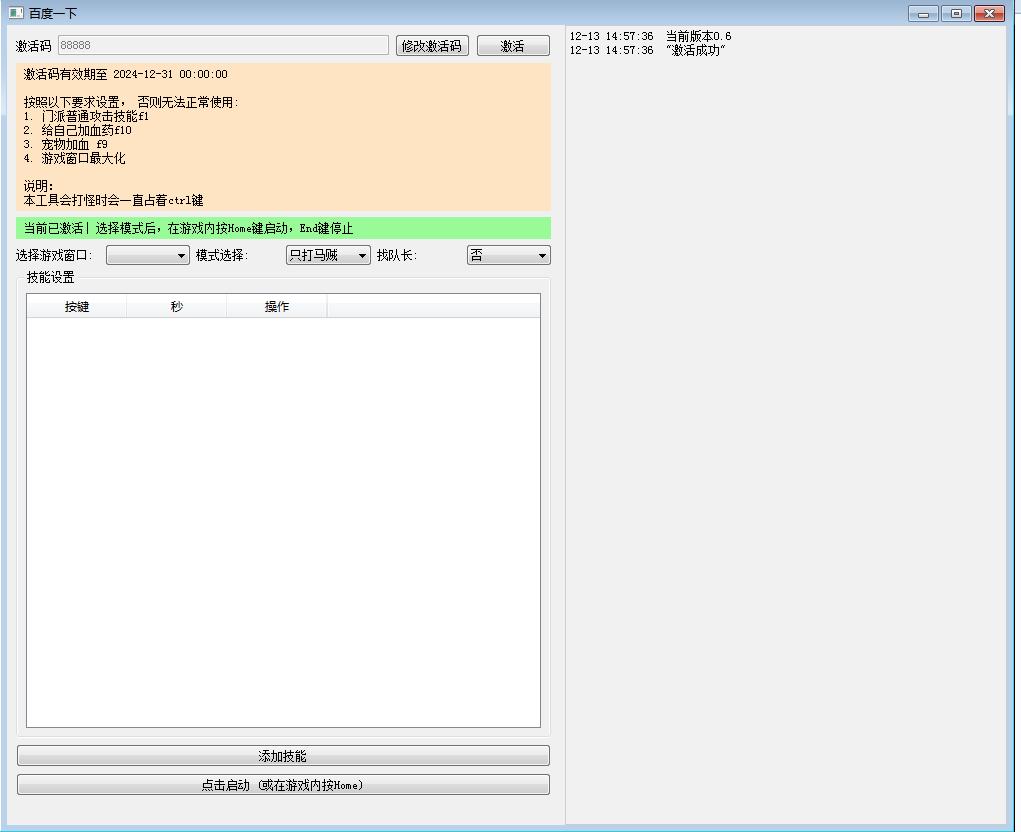 百度一下
激活码 88888 修改激活码 激活
激活码有效期至 2024-12-31 00:00:00
按照以下要求设置， 否则无法正常使用:
1. 门派普通攻击技能f1
2. 给自己加血药f10
3. 宠物加血 f9
4. 游戏窗口最大化
说明:
本工具会打怪时会一直占着ctrl键
当前已激活| 选择模式后，在游戏内按Home键启动，End键停止
选择游戏窗口: 模式选择: 只打马贼 找队长: 否
技能设置
按键 秒 操作
添加技能
点击启动 (或在游戏内按Home)
12-13 14:57:36 当前版本0.6
12-13 14:57:36 "激活成功"